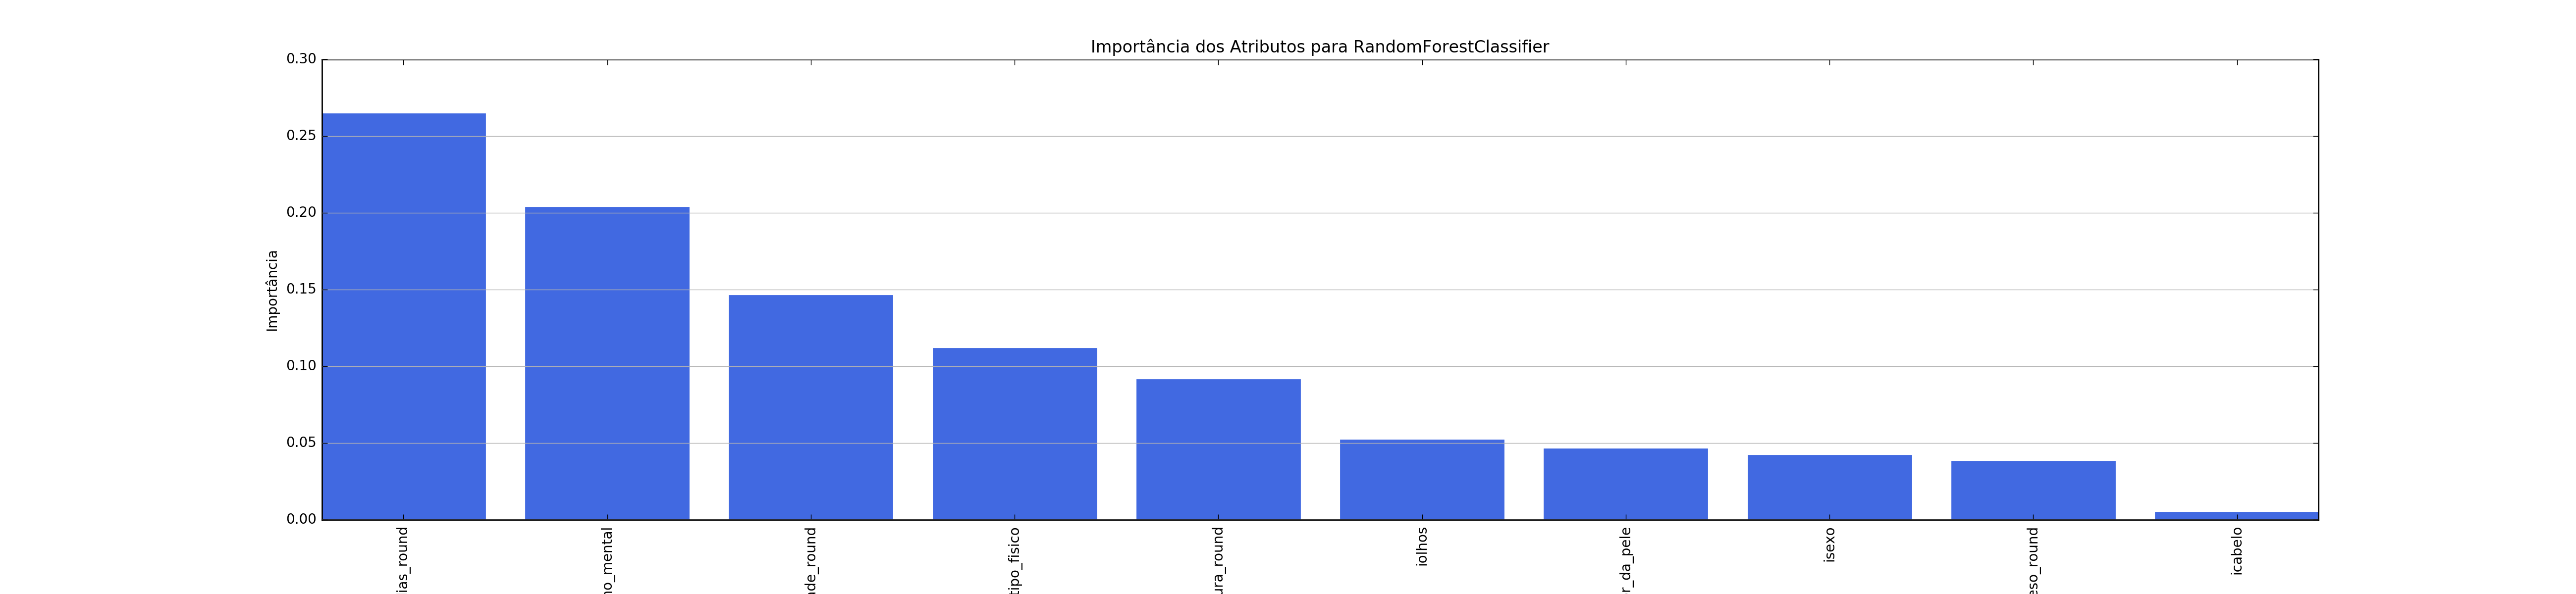 Importância dos Atributos para RandomForestClassifier
Importância
0.30
0.25
0.20
0.15
0.10
0.05
0.00
ias_round
no_mental
ade_round
tipo_fisico
ura_round
iolhos
r_da_pele
isexo
eso_round
icabelo